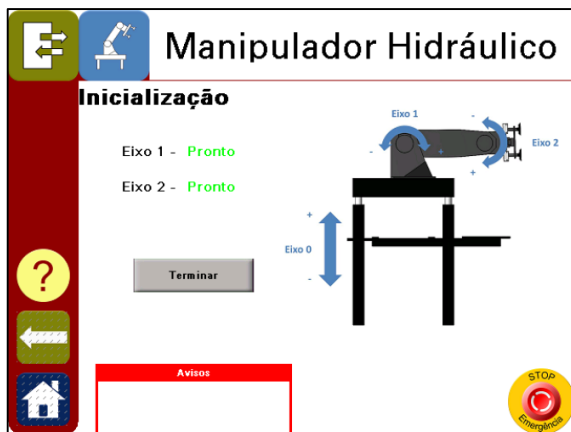 Manipulador Hidráulico
Inicialização
Eixo 1 - Pronto
Eixo 2 - Pronto
Terminar
Eixo 1
-
+
-
Eixo 2
+
+
Eixo 0
-
?
Avisos
STOP
Emergência